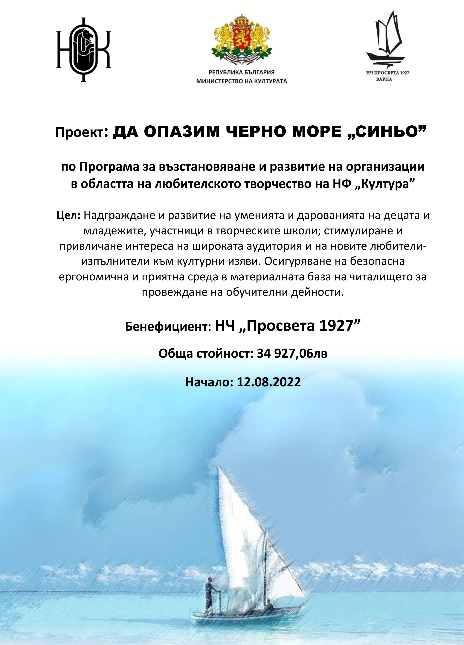 НФК
РЕПУБЛИКА БЪЛГАРИЯ
МИНИСТЕРСТВО НА КУЛТУРАТА
НЧ ПРОСВЕТА 1927
ВАРНА
Проект: ДА ОПАЗИМ ЧЕРНО МОРЕ „СИНЬО”
по Програма за възстановяване и развитие на организации
в областта на любителското творчество на НФ „Култура”
Цел: Надграждане и развитие на уменията и дарованията на децата и
младежите, участници в творческите школи; стимулиране и
привличане интереса на широката аудитория и на новите любители-
изпълнители към културни изяви. Осигуряване на безопасна
ергономична и приятна среда в материалната база на читалището за
провеждане на обучителни дейности.
Бенефициент: НЧ „Просвета 1927”
Обща стойност: 34 927,06лв
Начало: 12.08.2022